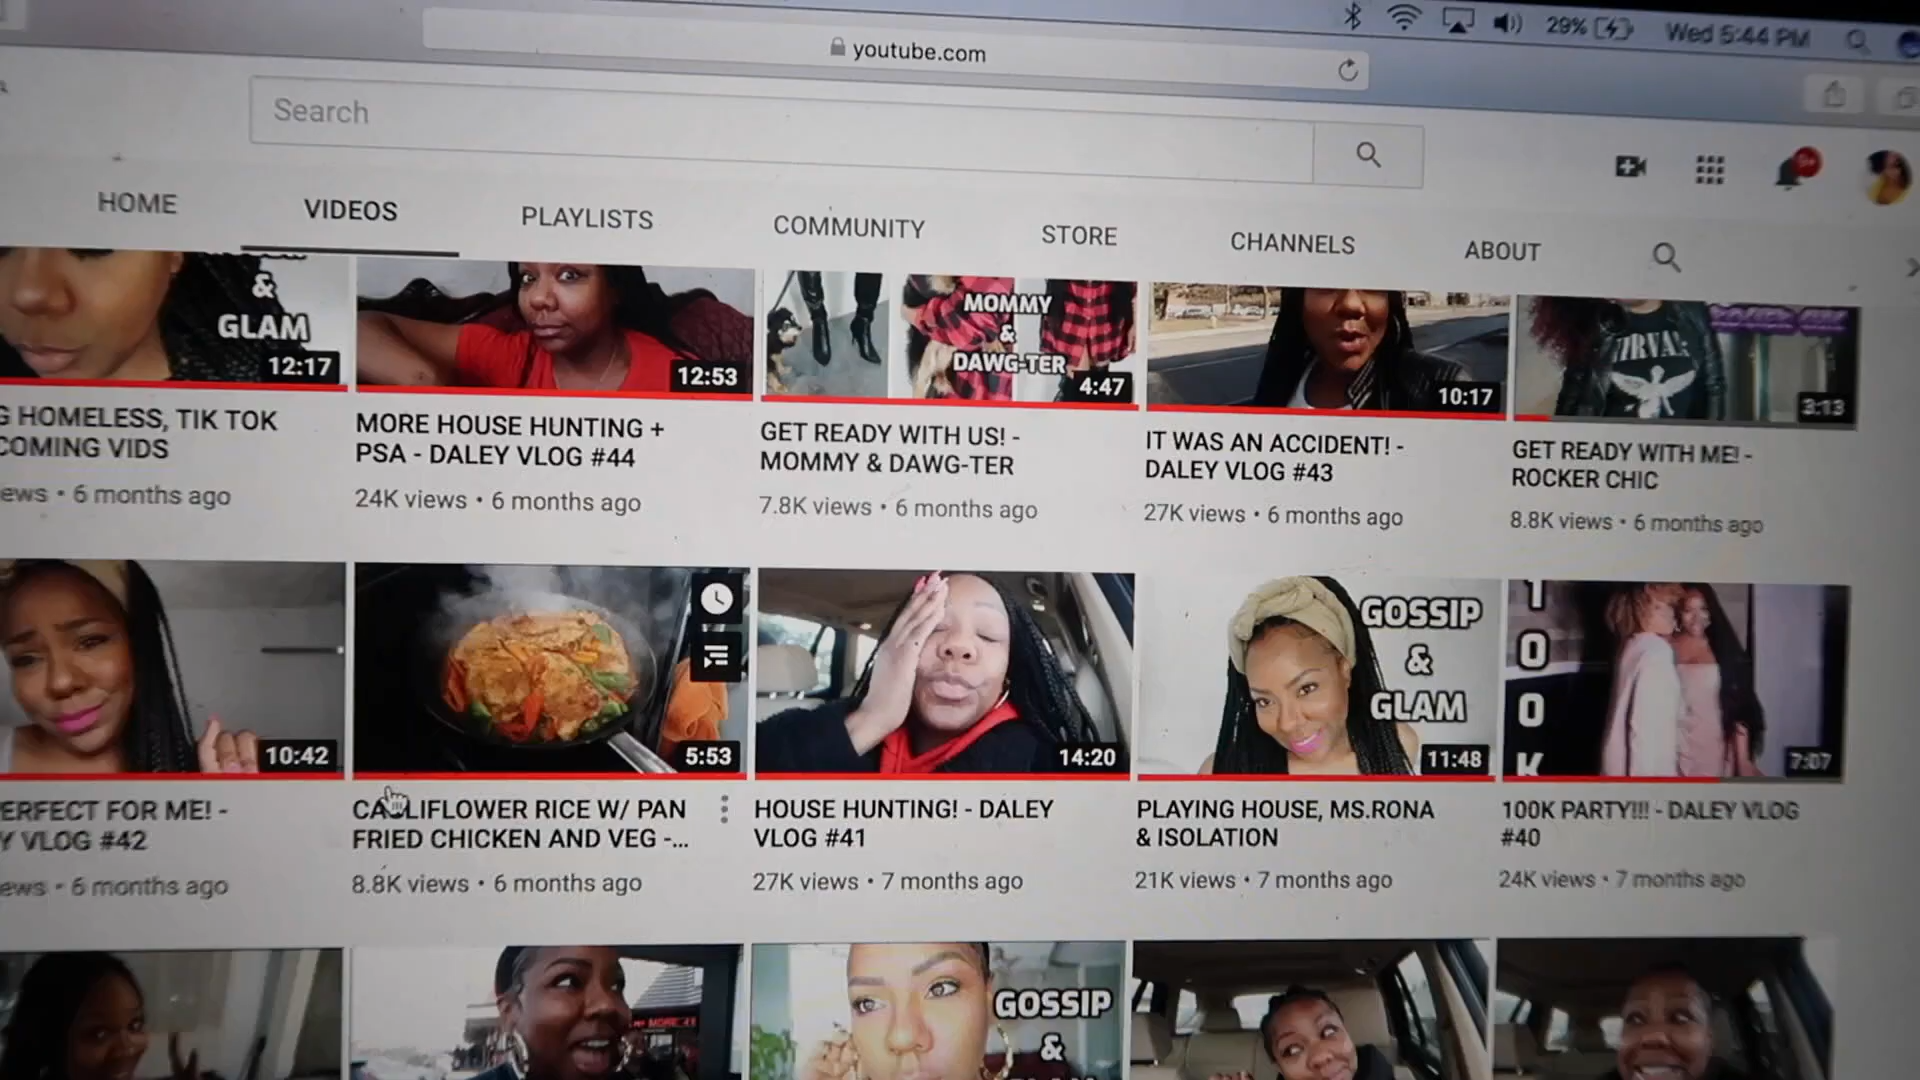 29%
Wed 5:44 PM
youtube.com
Search
HOME
VIDEOS
PLAYLISTS
COMMUNITY
STORE
CHANNELS
ABOUT
9+
&
GLAM
12:17
12:53
MOMMY
&
DAWG-TER
4:47
10:17
3:13
G HOMELESS, TIK TOK
COMING VIDS
ews • 6 months ago
MORE HOUSE HUNTING +
PSA - DALEY VLOG #44
24K views • 6 months ago
GET READY WITH US! -
MOMMY & DAWG-TER
7.8K views • 6 months ago
IT WAS AN ACCIDENT! -
DALEY VLOG #43
27K views • 6 months ago
GET READY WITH ME! -
ROCKER CHIC
8.8K views • 6 months ago
10:42
5:53
14:20
GOSSIP
&
GLAM
11:48
100K
7:07
ERFECT FOR ME! -
Y VLOG #42
ews • 6 months ago
CAULIFLOWER RICE W/ PAN
FRIED CHICKEN AND VEG -...
8.8K views • 6 months ago
HOUSE HUNTING! - DALEY
VLOG #41
27K views • 7 months ago
PLAYING HOUSE, MS.RONA
& ISOLATION
21K views • 7 months ago
100K PARTY!!! - DALEY VLOG
#40
24K views • 7 months ago
GOSSIP
&